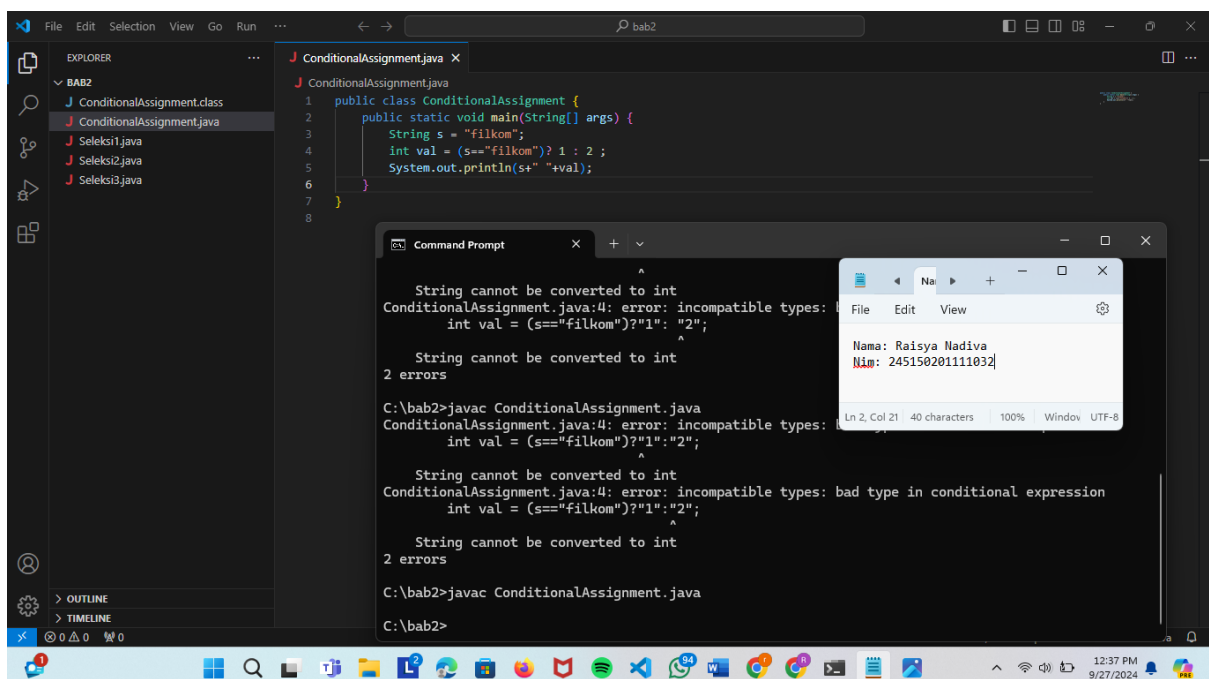 File Edit Selection View Go Run ...
bab2
EXPLORER ...
BAB2
J ConditionalAssignment.class
J ConditionalAssignment.java
J Seleksi1.java
J Seleksi2.java
J Seleksi3.java
OUTLINE
TIMELINE
J ConditionalAssignment.java
J ConditionalAssignment.java
1 public class ConditionalAssignment {
2 public static void main(String[] args) {
3 String s = "filkom";
4 int val = (s=="filkom")? 1 : 2 ;
5 System.out.println(s+" "+val);
6 }
7 }
8
Command Prompt
^
String cannot be converted to int
ConditionalAssignment.java:4: error: incompatible types:
int val = (s=="filkom")?"1": "2";
^
String cannot be converted to int
2 errors
C:\bab2>javac ConditionalAssignment.java
ConditionalAssignment.java:4: error: incompatible types:
int val = (s=="filkom")?"1":"2";
^
String cannot be converted to int
ConditionalAssignment.java:4: error: incompatible types: bad type in conditional expression
int val = (s=="filkom")?"1":"2";
^
String cannot be converted to int
2 errors
C:\bab2>javac ConditionalAssignment.java
C:\bab2>
File Edit View
Nama: Raisya Nadiva
Nim: 245150201111032
Ln 2, Col 21 40 characters 100% Windov UTF-8
0 0 0
12:37 PM
9/27/2024